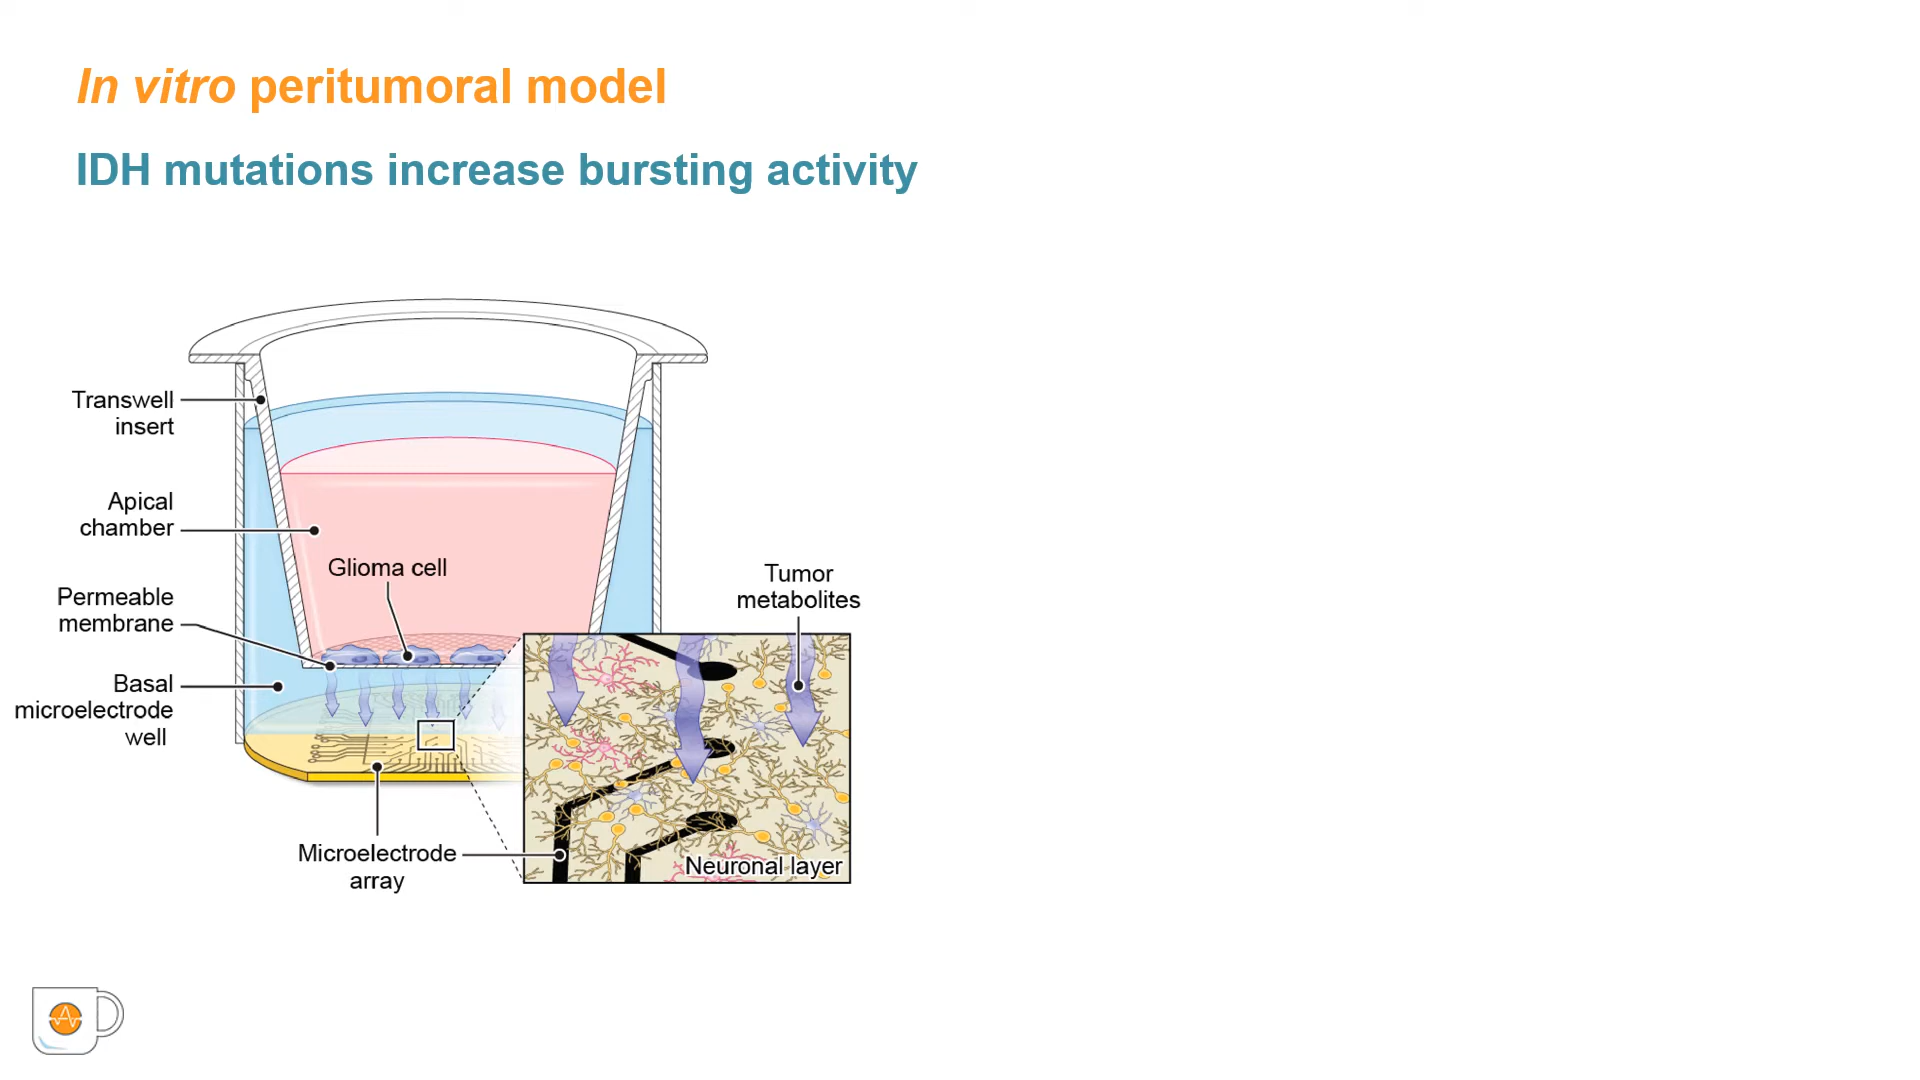 In vitro peritumoral model
IDH mutations increase bursting activity
Transwell
insert
Apical
chamber
Glioma cell
Permeable
membrane
Tumor
metabolites
Basal
microelectrode
well
Microelectrode
array
Neuronal layer